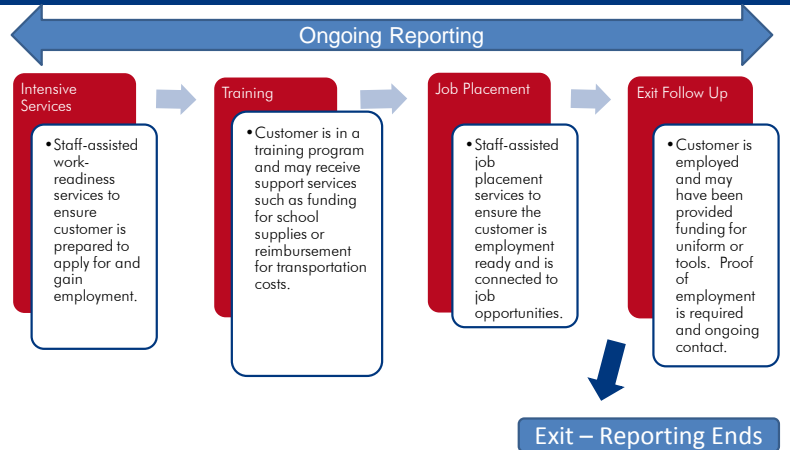 Ongoing Reporting
Intensive
Services
•Staff-assisted
work-
readiness
services to
ensure
customer is
prepared to
apply for and
gain
employment.
Training
•Customer is in a
training program
and may receive
support services
such as funding
for school
supplies or
reimbursement
for transportation
costs.
Job Placement
•Staff-assisted
job
placement
services to
ensure the
customer is
employment
ready and is
connected to
job
opportunities.
Exit Follow Up
•Customer is
employed
and may
have been
provided
funding for
uniform or
tools.  Proof
of
employment
is required
and ongoing
contact.
Exit – Reporting Ends